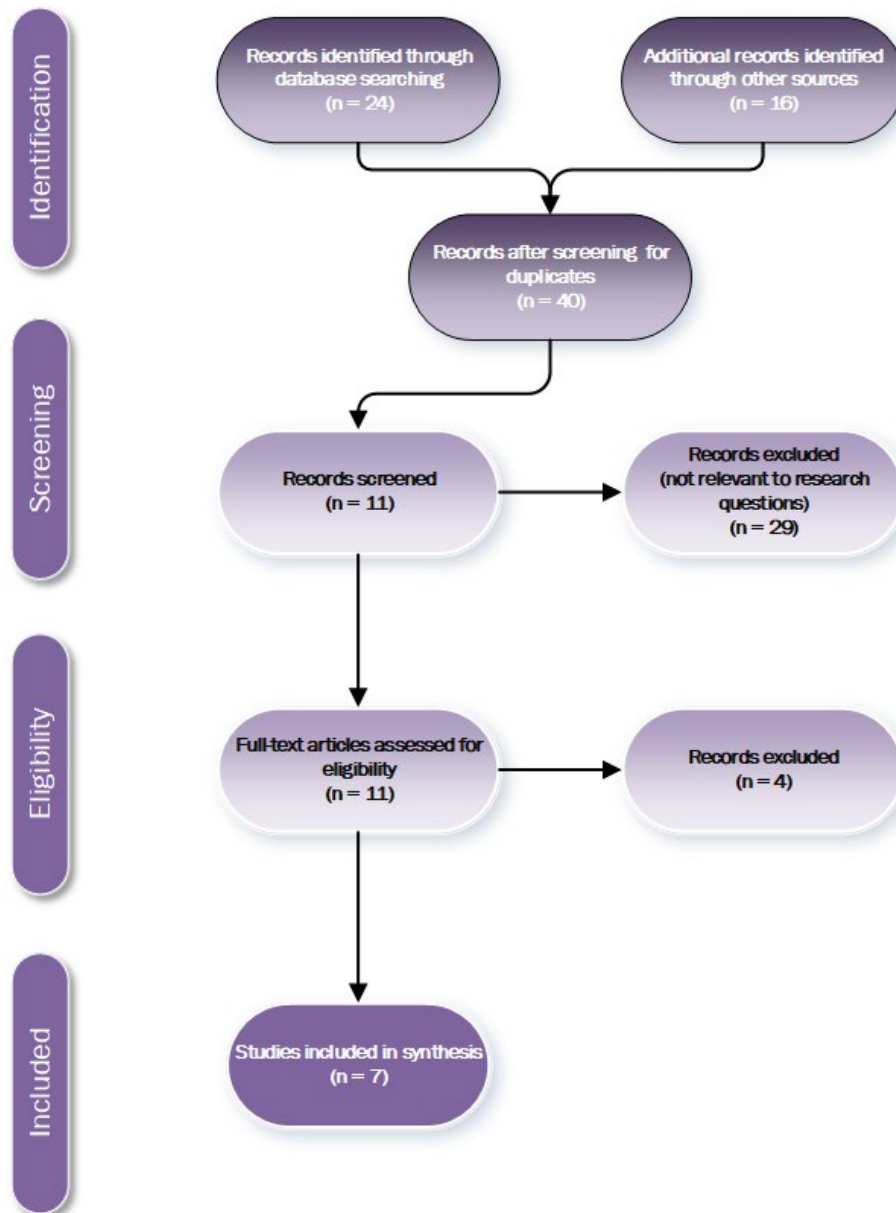 Identification
Records identified through
database searching
(n = 24)
Additional records identified
through other sources
(n = 16)
Records after screening for
duplicates
(n = 40)
Screening
Records screened
(n = 11)
Records excluded
(not relevant to research
questions)
(n = 29)
Eligibility
Full-text articles assessed for
eligibility
(n = 11)
Records excluded
(n = 4)
Included
Studies included in synthesis
(n = 7)